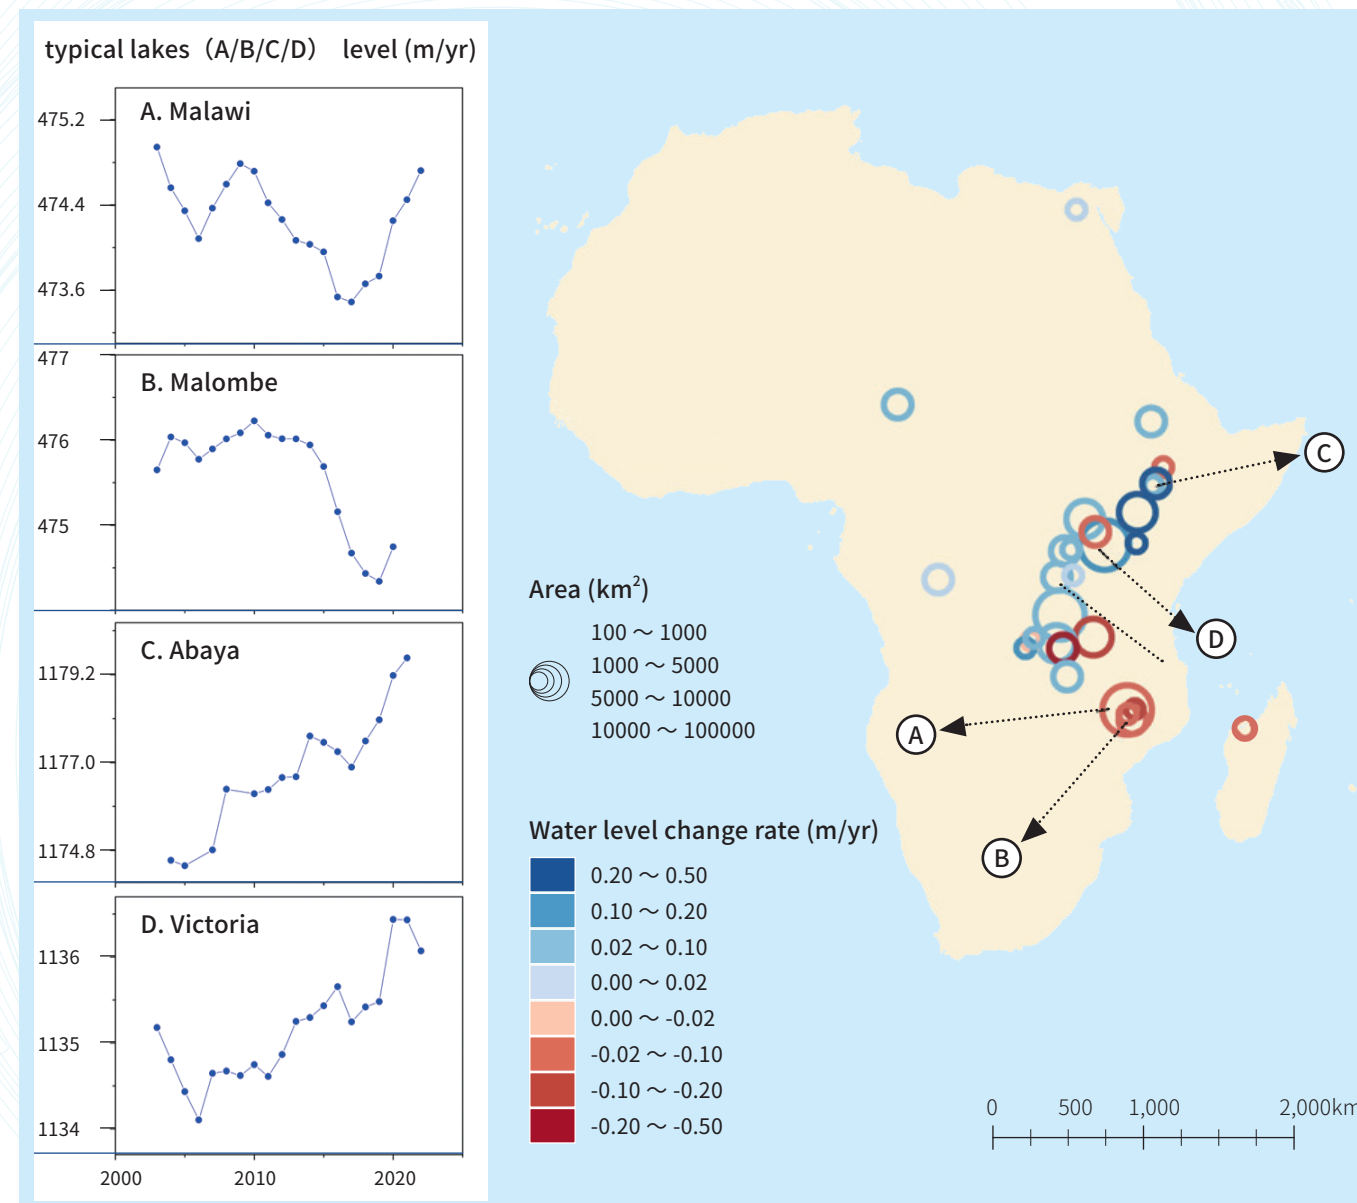 typical lakes（A/B/C/D） level (m/yr)
A. Malawi
475.2
474.4
473.6
B. Malombe
477
476
475
C. Abaya
1179.2
1177.0
1174.8
D. Victoria
1136
1135
1134
2000 2010 2020
C
D
A
B
Area (km²)
100 ～ 1000
1000 ～ 5000
5000 ～ 10000
10000 ～ 100000
Water level change rate (m/yr)
0.20 ～ 0.50
0.10 ～ 0.20
0.02 ～ 0.10
0.00 ～ 0.02
0.00 ～ -0.02
-0.02 ～ -0.10
-0.10 ～ -0.20
-0.20 ～ -0.50
0 500 1,000 2,000km